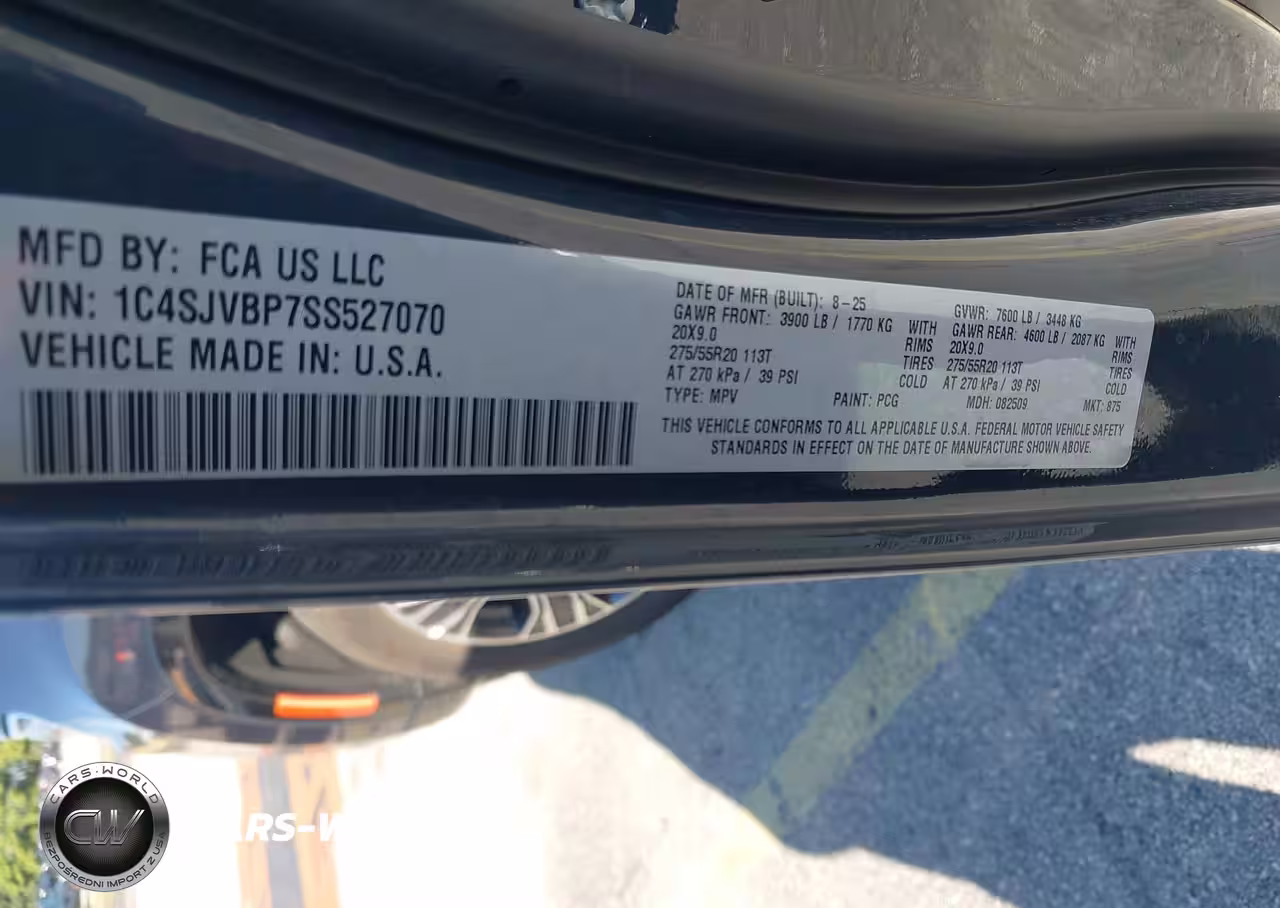 MFD BY: FCA US LLC
VIN: 1C4SJVBP7SS527070
VEHICLE MADE IN: U.S.A.
DATE OF MFR (BUILT): 8-25 GVWR: 7600 LB / 3448 KG
GAWR FRONT: 3900 LB / 1770 KG WITH GAWR REAR: 4600 LB / 2087 KG WITH
20X9.0 RIMS 20X9.0 RIMS
275/55R20 113T TIRES 275/55R20 113T TIRES
AT 270 kPa / 39 PSI COLD AT 270 kPa / 39 PSI COLD
TYPE: MPV PAINT: PCG MDH: 082509 MKT: 875
THIS VEHICLE CONFORMS TO ALL APPLICABLE U.S.A. FEDERAL MOTOR VEHICLE SAFETY
STANDARDS IN EFFECT ON THE DATE OF MANUFACTURE SHOWN ABOVE.
CARS-WORLD
CW
BEZPOŚREDNI IMPORT Z USA